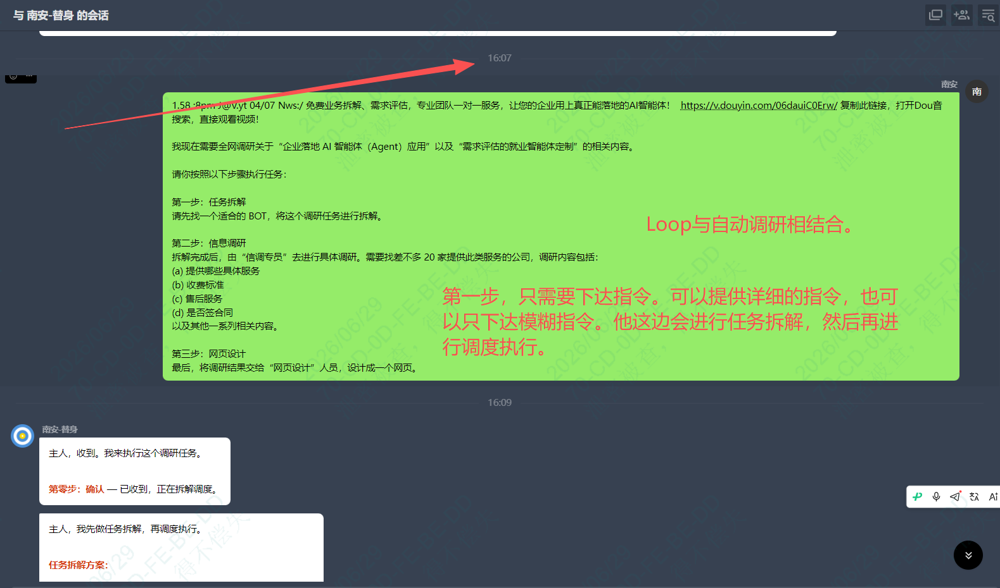 与 南安-替身 的会话
16:07
南安
南
1.58 :8pm J@v.yt 04/07 Nws:/ 免费业务拆解、需求评估，专业团队一对一服务，让您的企业用上真正能落地的AI智能体！ https://v.douyin.com/06dauiC0Erw/ 复制此链接，打开Dou音
搜索，直接观看视频！
我现在需要全网调研关于“企业落地 AI 智能体（Agent）应用”以及“需求评估的就业智能体定制”的相关内容。
请你按照以下步骤执行任务：
第一步：任务拆解
请先找一个适合的 BOT，将这个调研任务进行拆解。
Loop与自动调研相结合。
第二步：信息调研
拆解完成后，由“信调专员”去进行具体调研。需要找差不多 20 家提供此类服务的公司，调研内容包括：
(a) 提供哪些具体服务
(b) 收费标准
(c) 售后服务
(d) 是否签合同
以及其他一系列相关内容。
第一步，只需要下达指令。可以提供详细的指令，也可
以只下达模糊指令。他这边会进行任务拆解，然后再进
行调度执行。
第三步：网页设计
最后，将调研结果交给“网页设计”人员，设计成一个网页。
16:09
南安-替身
主人，收到。我来执行这个调研任务。
第零步：确认 — 已收到，正在拆解调度。
主人，我先做任务拆解，再调度执行。
任务拆解方案：